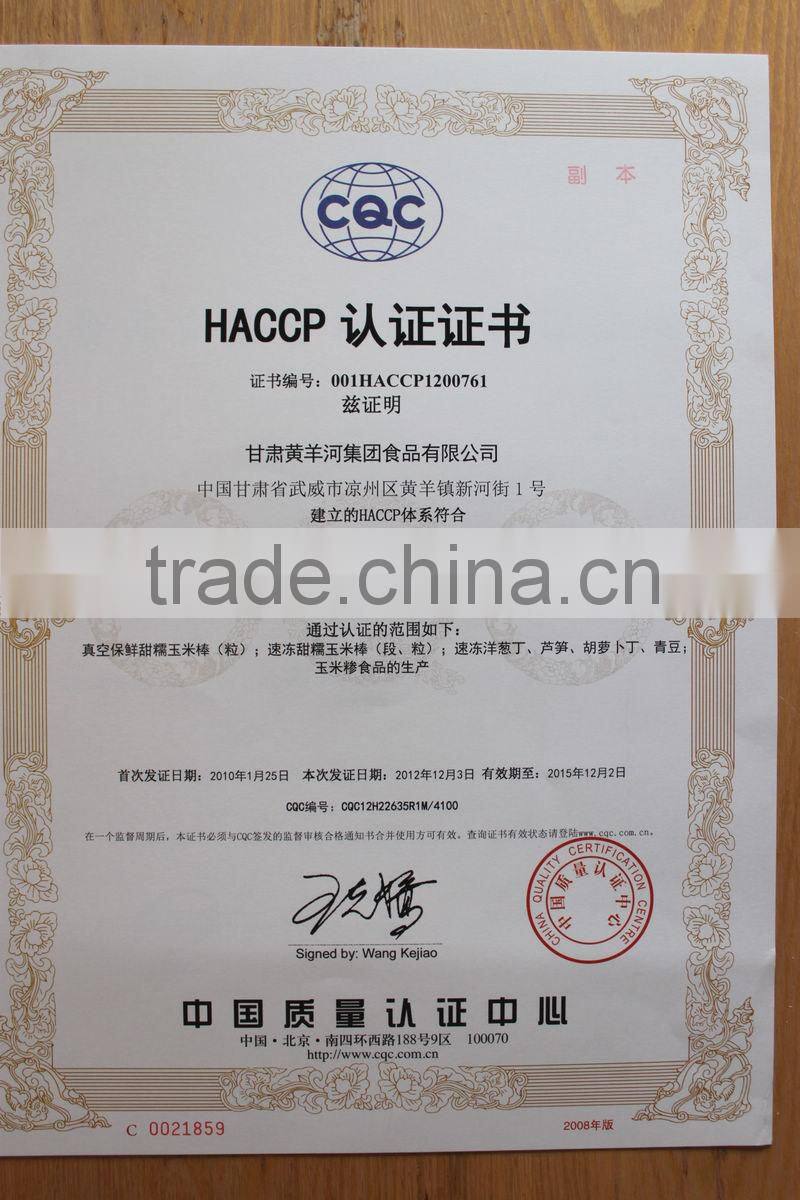 副 本
CQC
HACCP 认证证书
证书编号：001HACCP1200761
兹证明
甘肃黄羊河集团食品有限公司
中国甘肃省武威市凉州区黄羊镇新河街 1 号
建立的HACCP体系符合
trade.china.cn
通过认证的范围如下：
真空保鲜甜糯玉米棒（粒）；速冻甜糯玉米棒（段、粒）；速冻洋葱丁、芦笋、胡萝卜丁、青豆；
玉米糁食品的生产
首次发证日期：2010年1月25日 本次发证日期：2012年12月3日 有效期至：2015年12月2日
CQC编号：CQC12H22635R1M/4100
在一个监督周期后，本证书必须与CQC签发的监督审核合格通知书合并使用方可有效。查询证书有效状态请登陆www.cqc.com.cn。
CHINA QUALITY CERTIFICATION CENTRE
中国质量认证中心
Signed by: Wang Kejiao
中国质量认证中心
中国·北京·南四环西路188号9区 100070
http://www.cqc.com.cn
C 0021859
2008年版